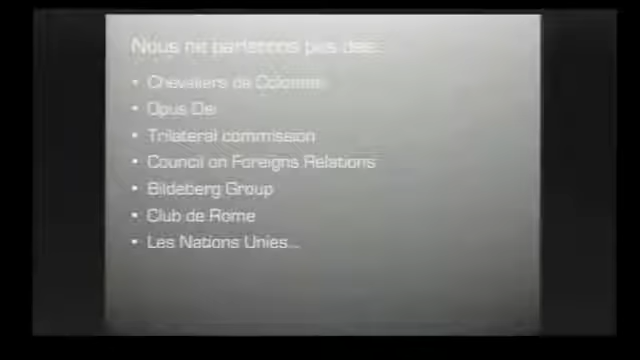 Nous ne parlerons pas des...
• Chevaliers de Colomb
• Opus Dei
• Trilateral commission
• Council on Foreigns Relations
• Bildeberg Group
• Club de Rome
• Les Nations Unies...